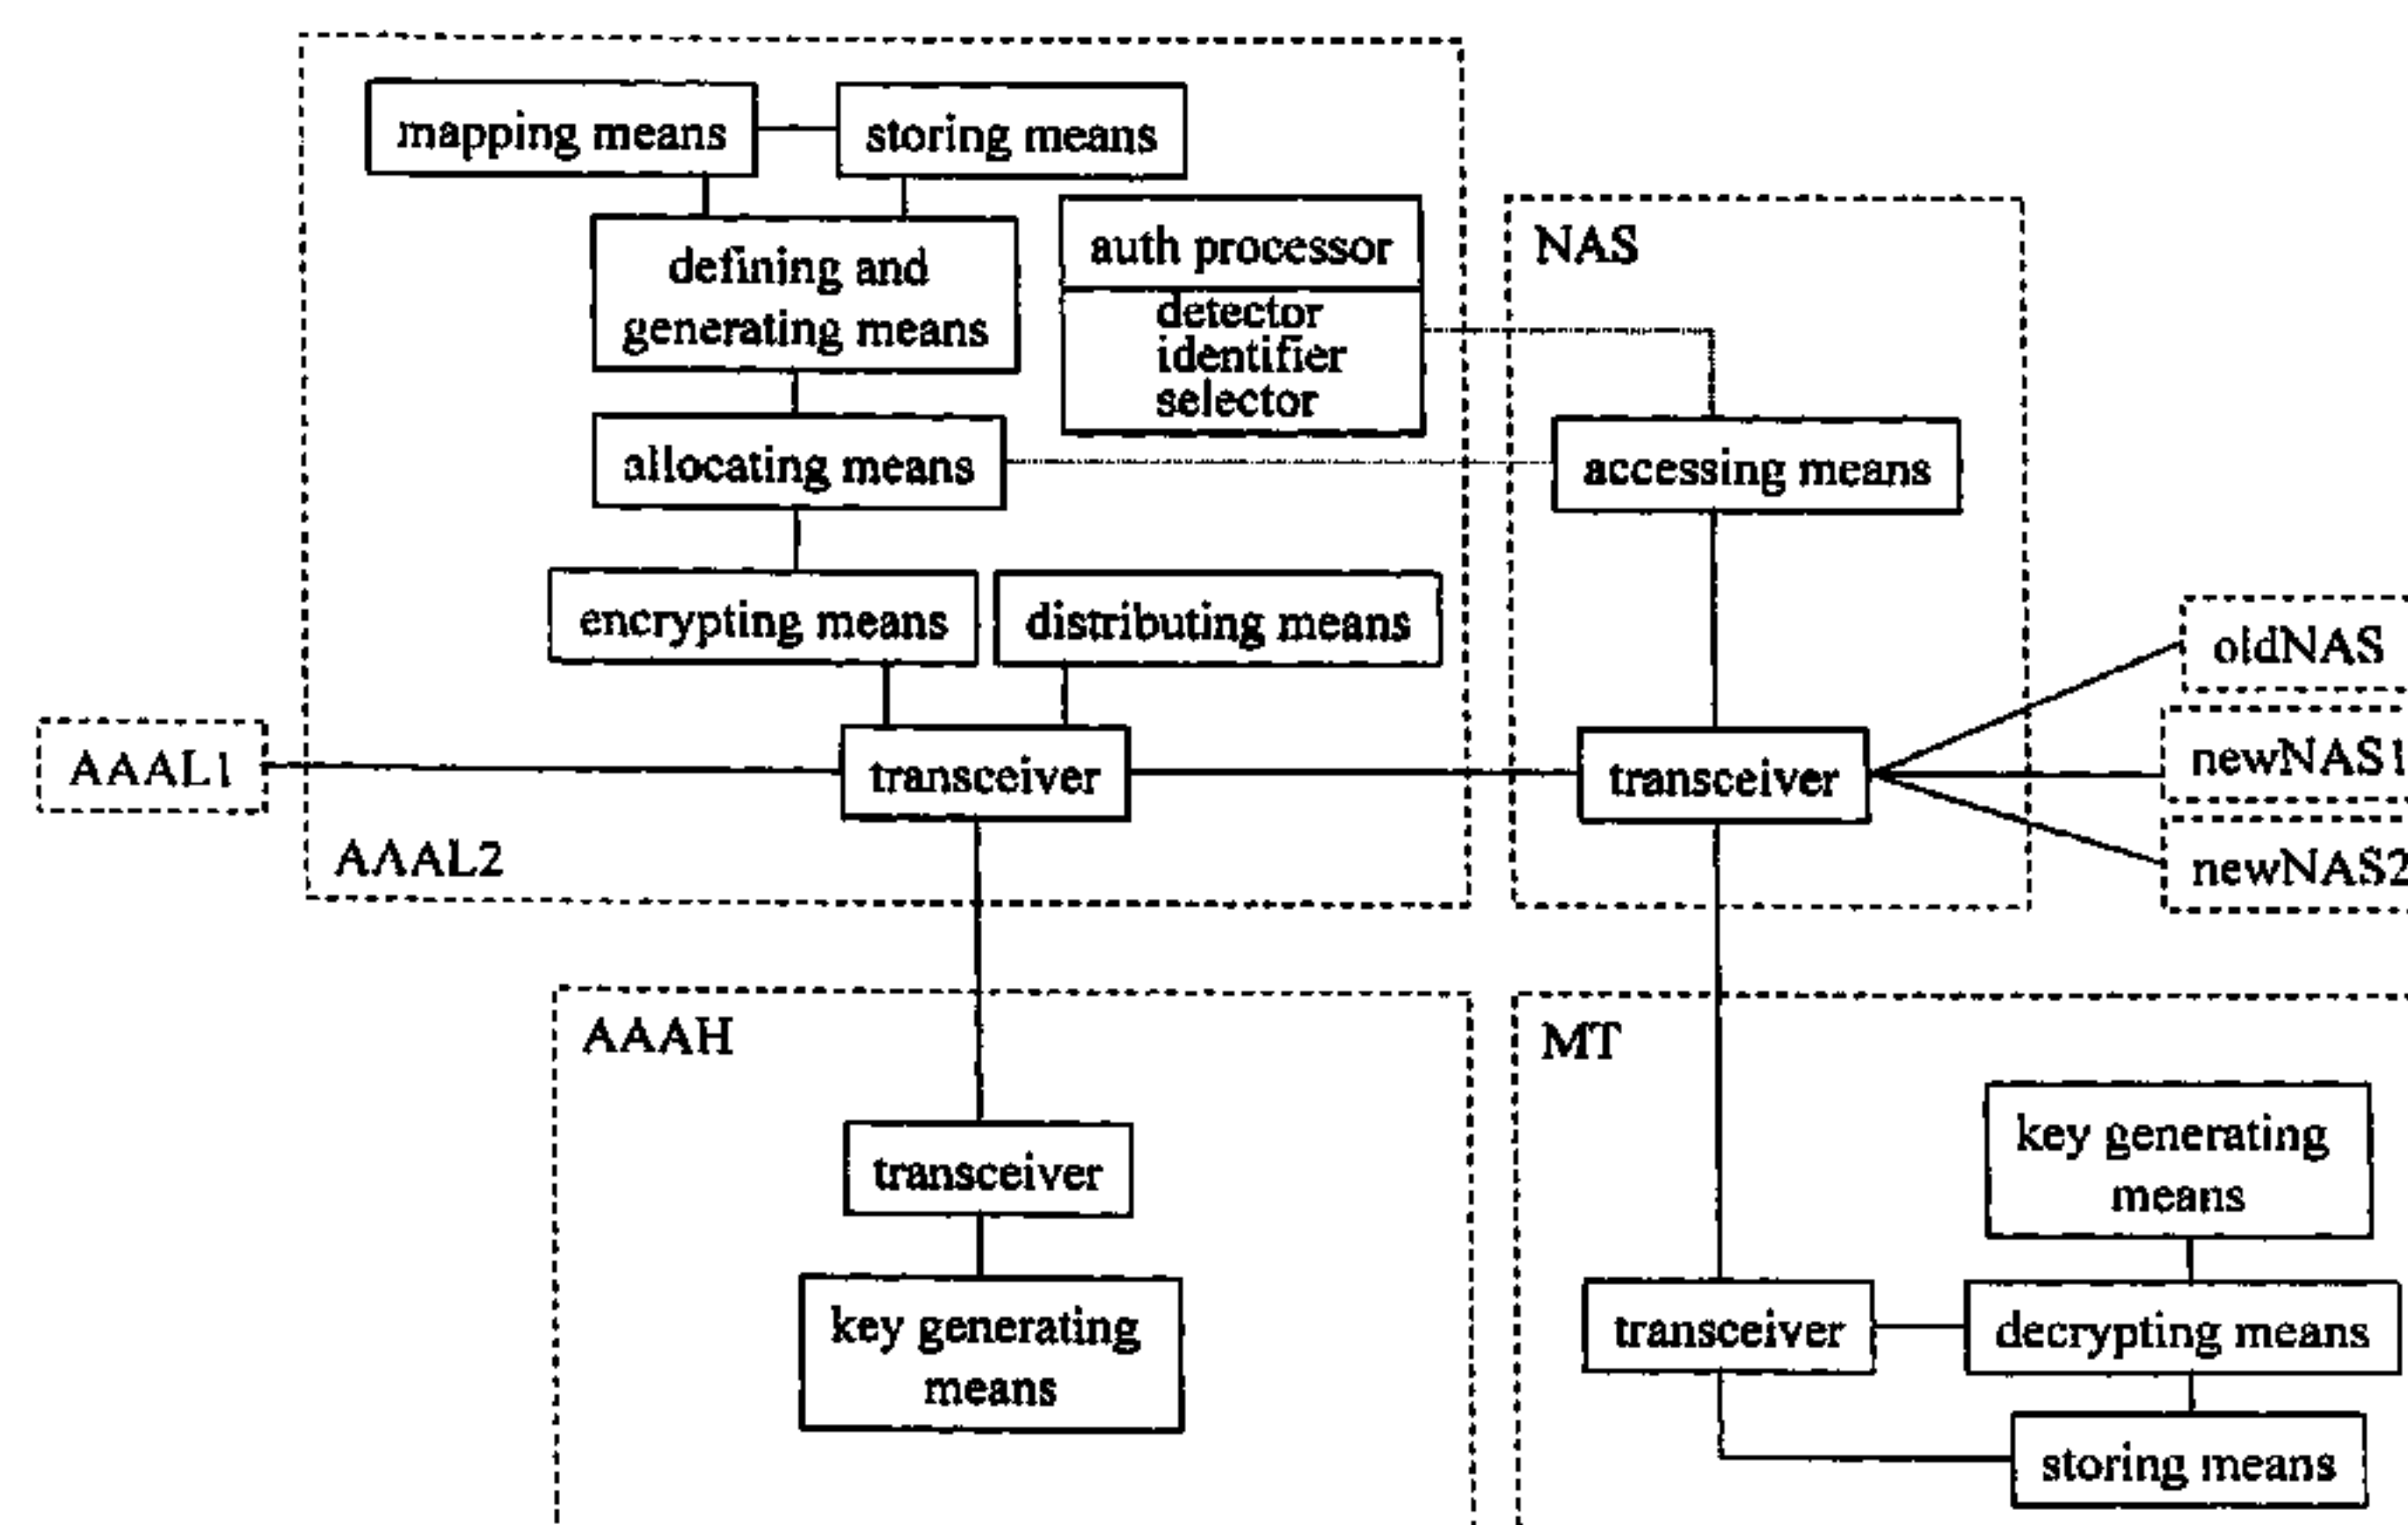 mapping means
storing means
defining and
generating means
auth processor
detector
identifier
selector
NAS
allocating means
accessing means
encrypting means
distributing means
oldNAS
AAAL1
transceiver
transceiver
newNAS1
AAAL2
newNAS2
AAAH
MT
transceiver
key generating
means
key generating
means
transceiver
decrypting means
storing means